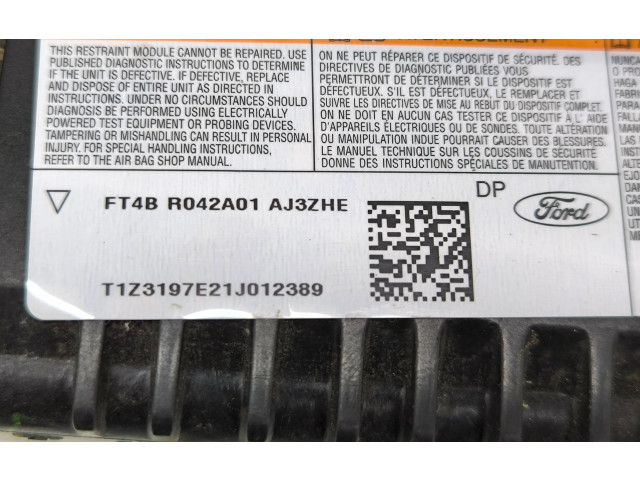 AVERTISSEMENT
THIS RESTRAINT MODULE CANNOT BE REPAIRED. USE
PUBLISHED DIAGNOSTIC INSTRUCTIONS TO DETERMINE
IF THE UNIT IS DEFECTIVE. IF DEFECTIVE, REPLACE
AND DISPOSE OF ENTIRE UNIT AS DIRECTED IN
INSTRUCTIONS. UNDER NO CIRCUMSTANCES SHOULD
DIAGNOSIS BE PERFORMED USING ELECTRICALLY
POWERED TEST EQUIPMENT OR PROBING DEVICES.
TAMPERING OR MISHANDLING CAN RESULT IN PERSONAL
INJURY. FOR SPECIAL HANDLING INSTRUCTIONS,
REFER TO THE AIR BAG SHOP MANUAL.
ON NE PEUT RÉPARER CE DISPOSITIF DE SÉCURITÉ. DES
DIRECTIVES DE DIAGNOSTIC PUBLIÉES VOUS
PERMETTRONT DE DÉTERMINER SI LE DISPOSITIF EST
DÉFECTUEUX. S'IL EST DÉFECTUEUX, LE REMPLACER ET
SUIVRE LES DIRECTIVES DE MISE AU REBUT DU DISPOSITIF COMPLET.
EN AUCUN CAS TESTER CE DISPOSITIF À L' AIDE
D'APPAREILS ÉLECTRIQUES OU DE SONDES. TOUTE ALTÉRATION
OU MANIPULATION INDUE POURRAIT CAUSER DES BLESSURES.
LE MANUEL TECHNIQUE SUR LES COUSSINS DE SÉCURITÉ
DONNE DES INSTRUCTIONS SPÉCIALES DE MANUTENTION.
NUNCA
O PRO
HAGA
FT4B R042A01 AJ3ZHE
DP
Ford
T1Z3197E21J012389